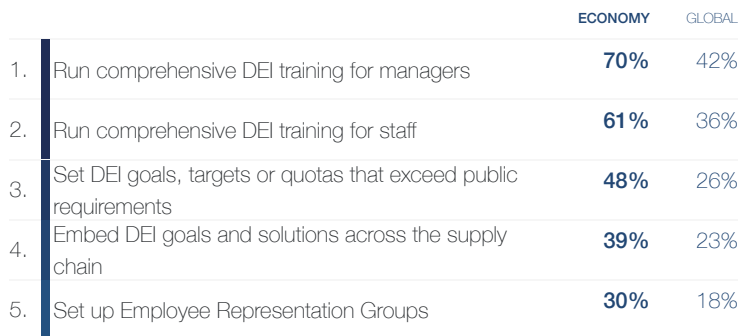 ECONOMY GLOBAL
1. Run comprehensive DEI training for managers 70% 42%
2. Run comprehensive DEI training for staff 61% 36%
3. Set DEI goals, targets or quotas that exceed public
requirements 48% 26%
4. Embed DEI goals and solutions across the supply
chain 39% 23%
5. Set up Employee Representation Groups 30% 18%